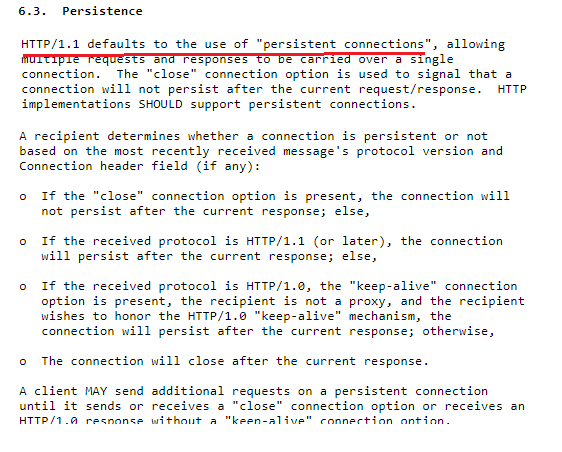 6.3.  Persistence
HTTP/1.1 defaults to the use of "persistent connections", allowing
multiple requests and responses to be carried over a single
connection.  The "close" connection option is used to signal that a
connection will not persist after the current request/response.  HTTP
implementations SHOULD support persistent connections.
A recipient determines whether a connection is persistent or not
based on the most recently received message's protocol version and
Connection header field (if any):
o  If the "close" connection option is present, the connection will
not persist after the current response; else,
o  If the received protocol is HTTP/1.1 (or later), the connection
will persist after the current response; else,
o  If the received protocol is HTTP/1.0, the "keep-alive" connection
option is present, the recipient is not a proxy, and the recipient
wishes to honor the HTTP/1.0 "keep-alive" mechanism, the
connection will persist after the current response; otherwise,
o  The connection will close after the current response.
A client MAY send additional requests on a persistent connection
until it sends or receives a "close" connection option or receives an
HTTP/1.0 response without a "keep-alive" connection option.